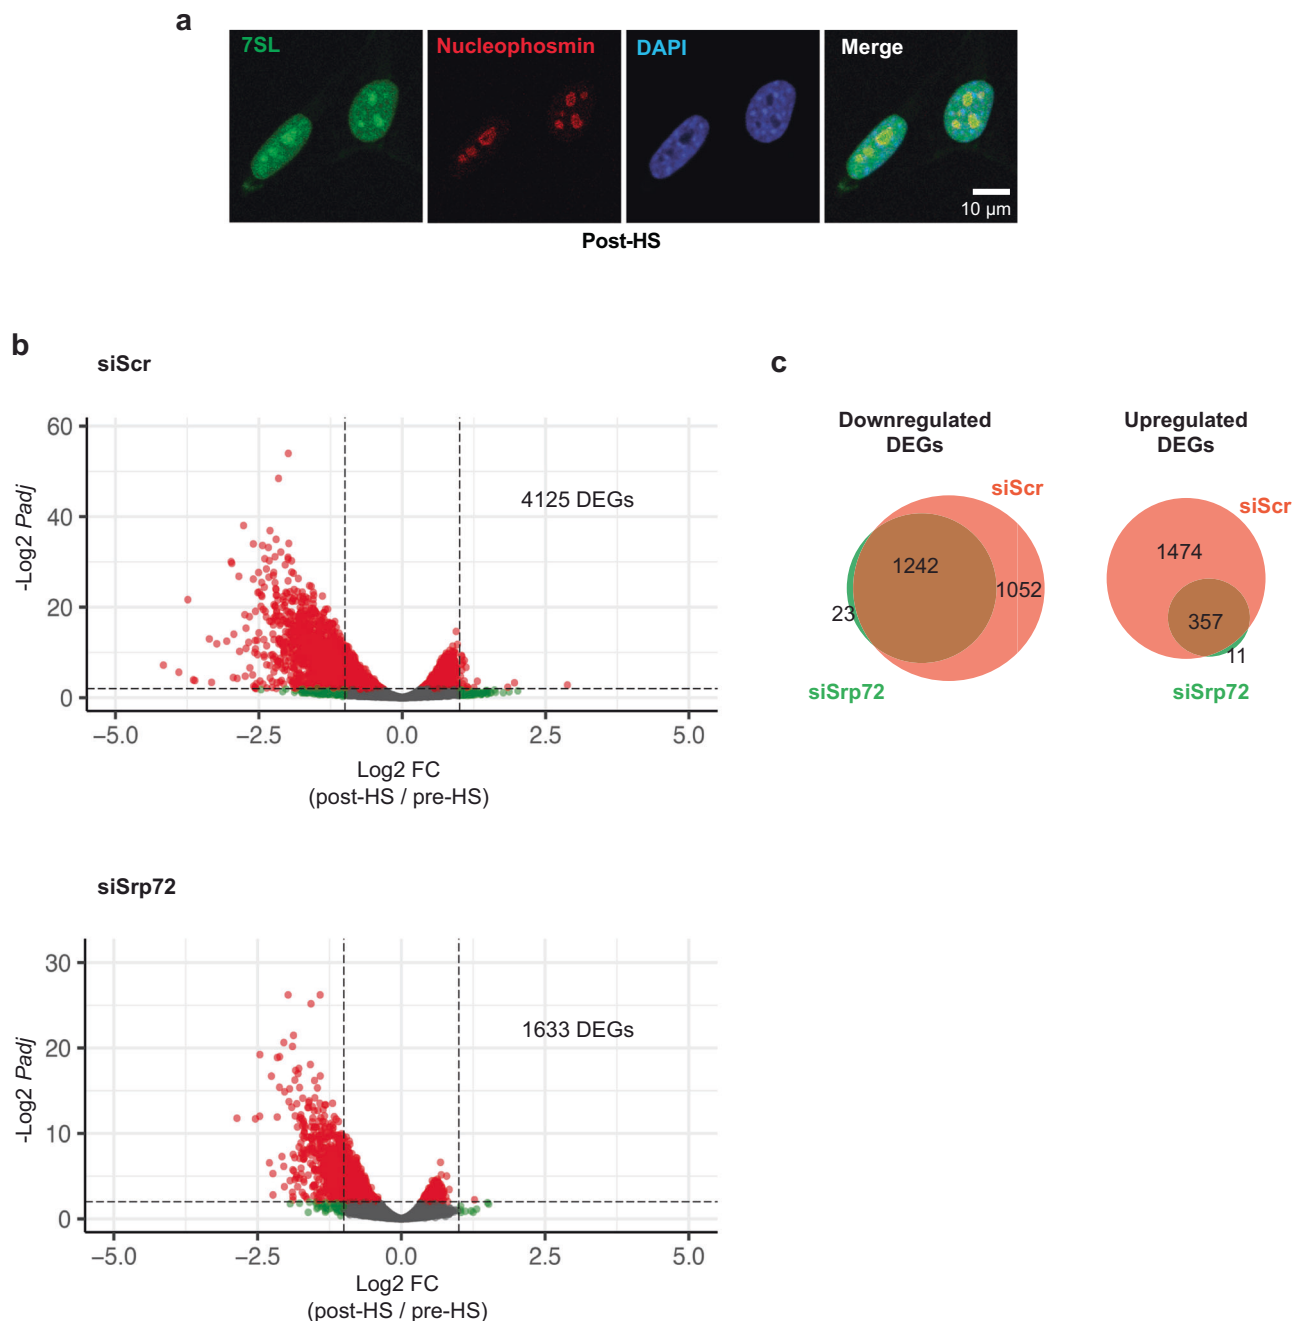 a
7SL
Nucleophosmin
DAPI
Merge
10 µm
Post-HS
b
siScr
60
40
20
0
-Log2 Padj
4125 DEGs
−5.0
−2.5
0.0
2.5
5.0
Log2 FC
(post-HS / pre-HS)
siSrp72
30
20
10
0
-Log2 Padj
1633 DEGs
−5.0
−2.5
0.0
2.5
5.0
Log2 FC
(post-HS / pre-HS)
c
Downregulated
DEGs
siScr
1242
1052
23
siSrp72
Upregulated
DEGs
siScr
1474
357
11
siSrp72